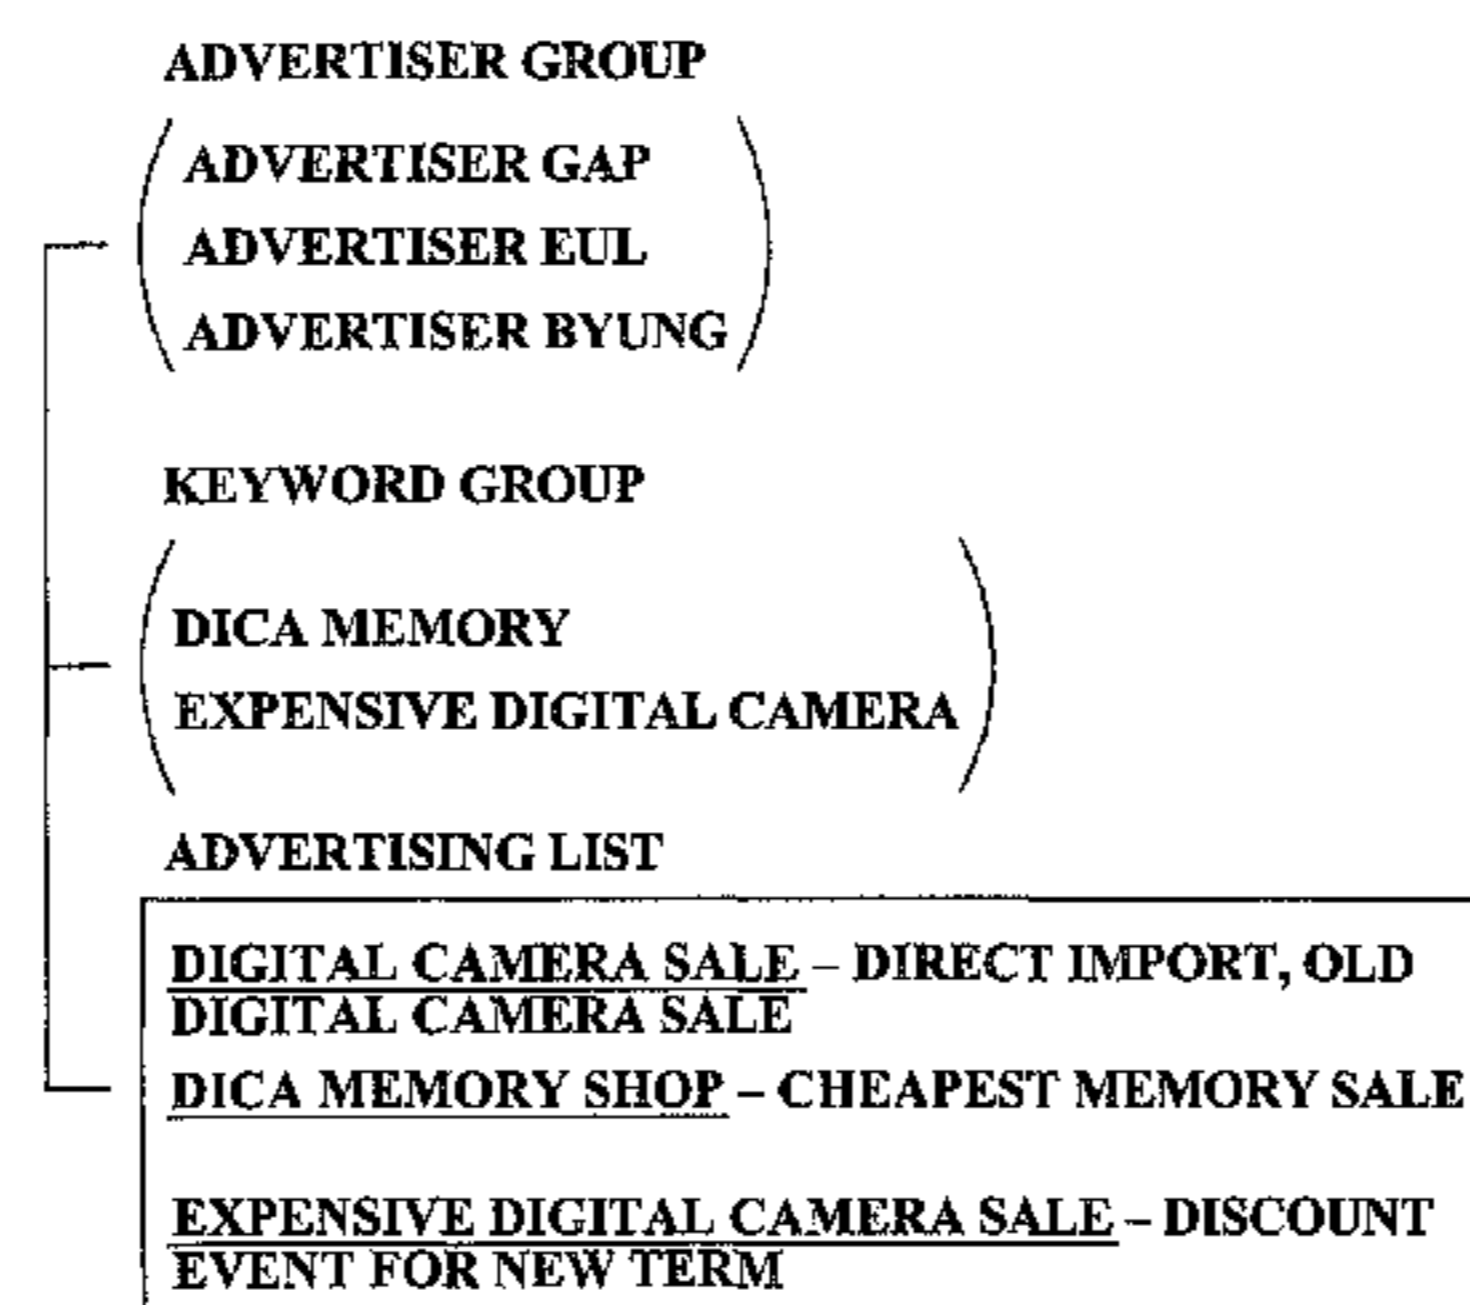 ADVERTISER GROUP
ADVERTISER GAP
ADVERTISER EUL
ADVERTISER BYUNG
KEYWORD GROUP
DICA MEMORY
EXPENSIVE DIGITAL CAMERA
ADVERTISING LIST
DIGITAL CAMERA SALE – DIRECT IMPORT, OLD
DIGITAL CAMERA SALE
DICA MEMORY SHOP – CHEAPEST MEMORY SALE
EXPENSIVE DIGITAL CAMERA SALE – DISCOUNT
EVENT FOR NEW TERM